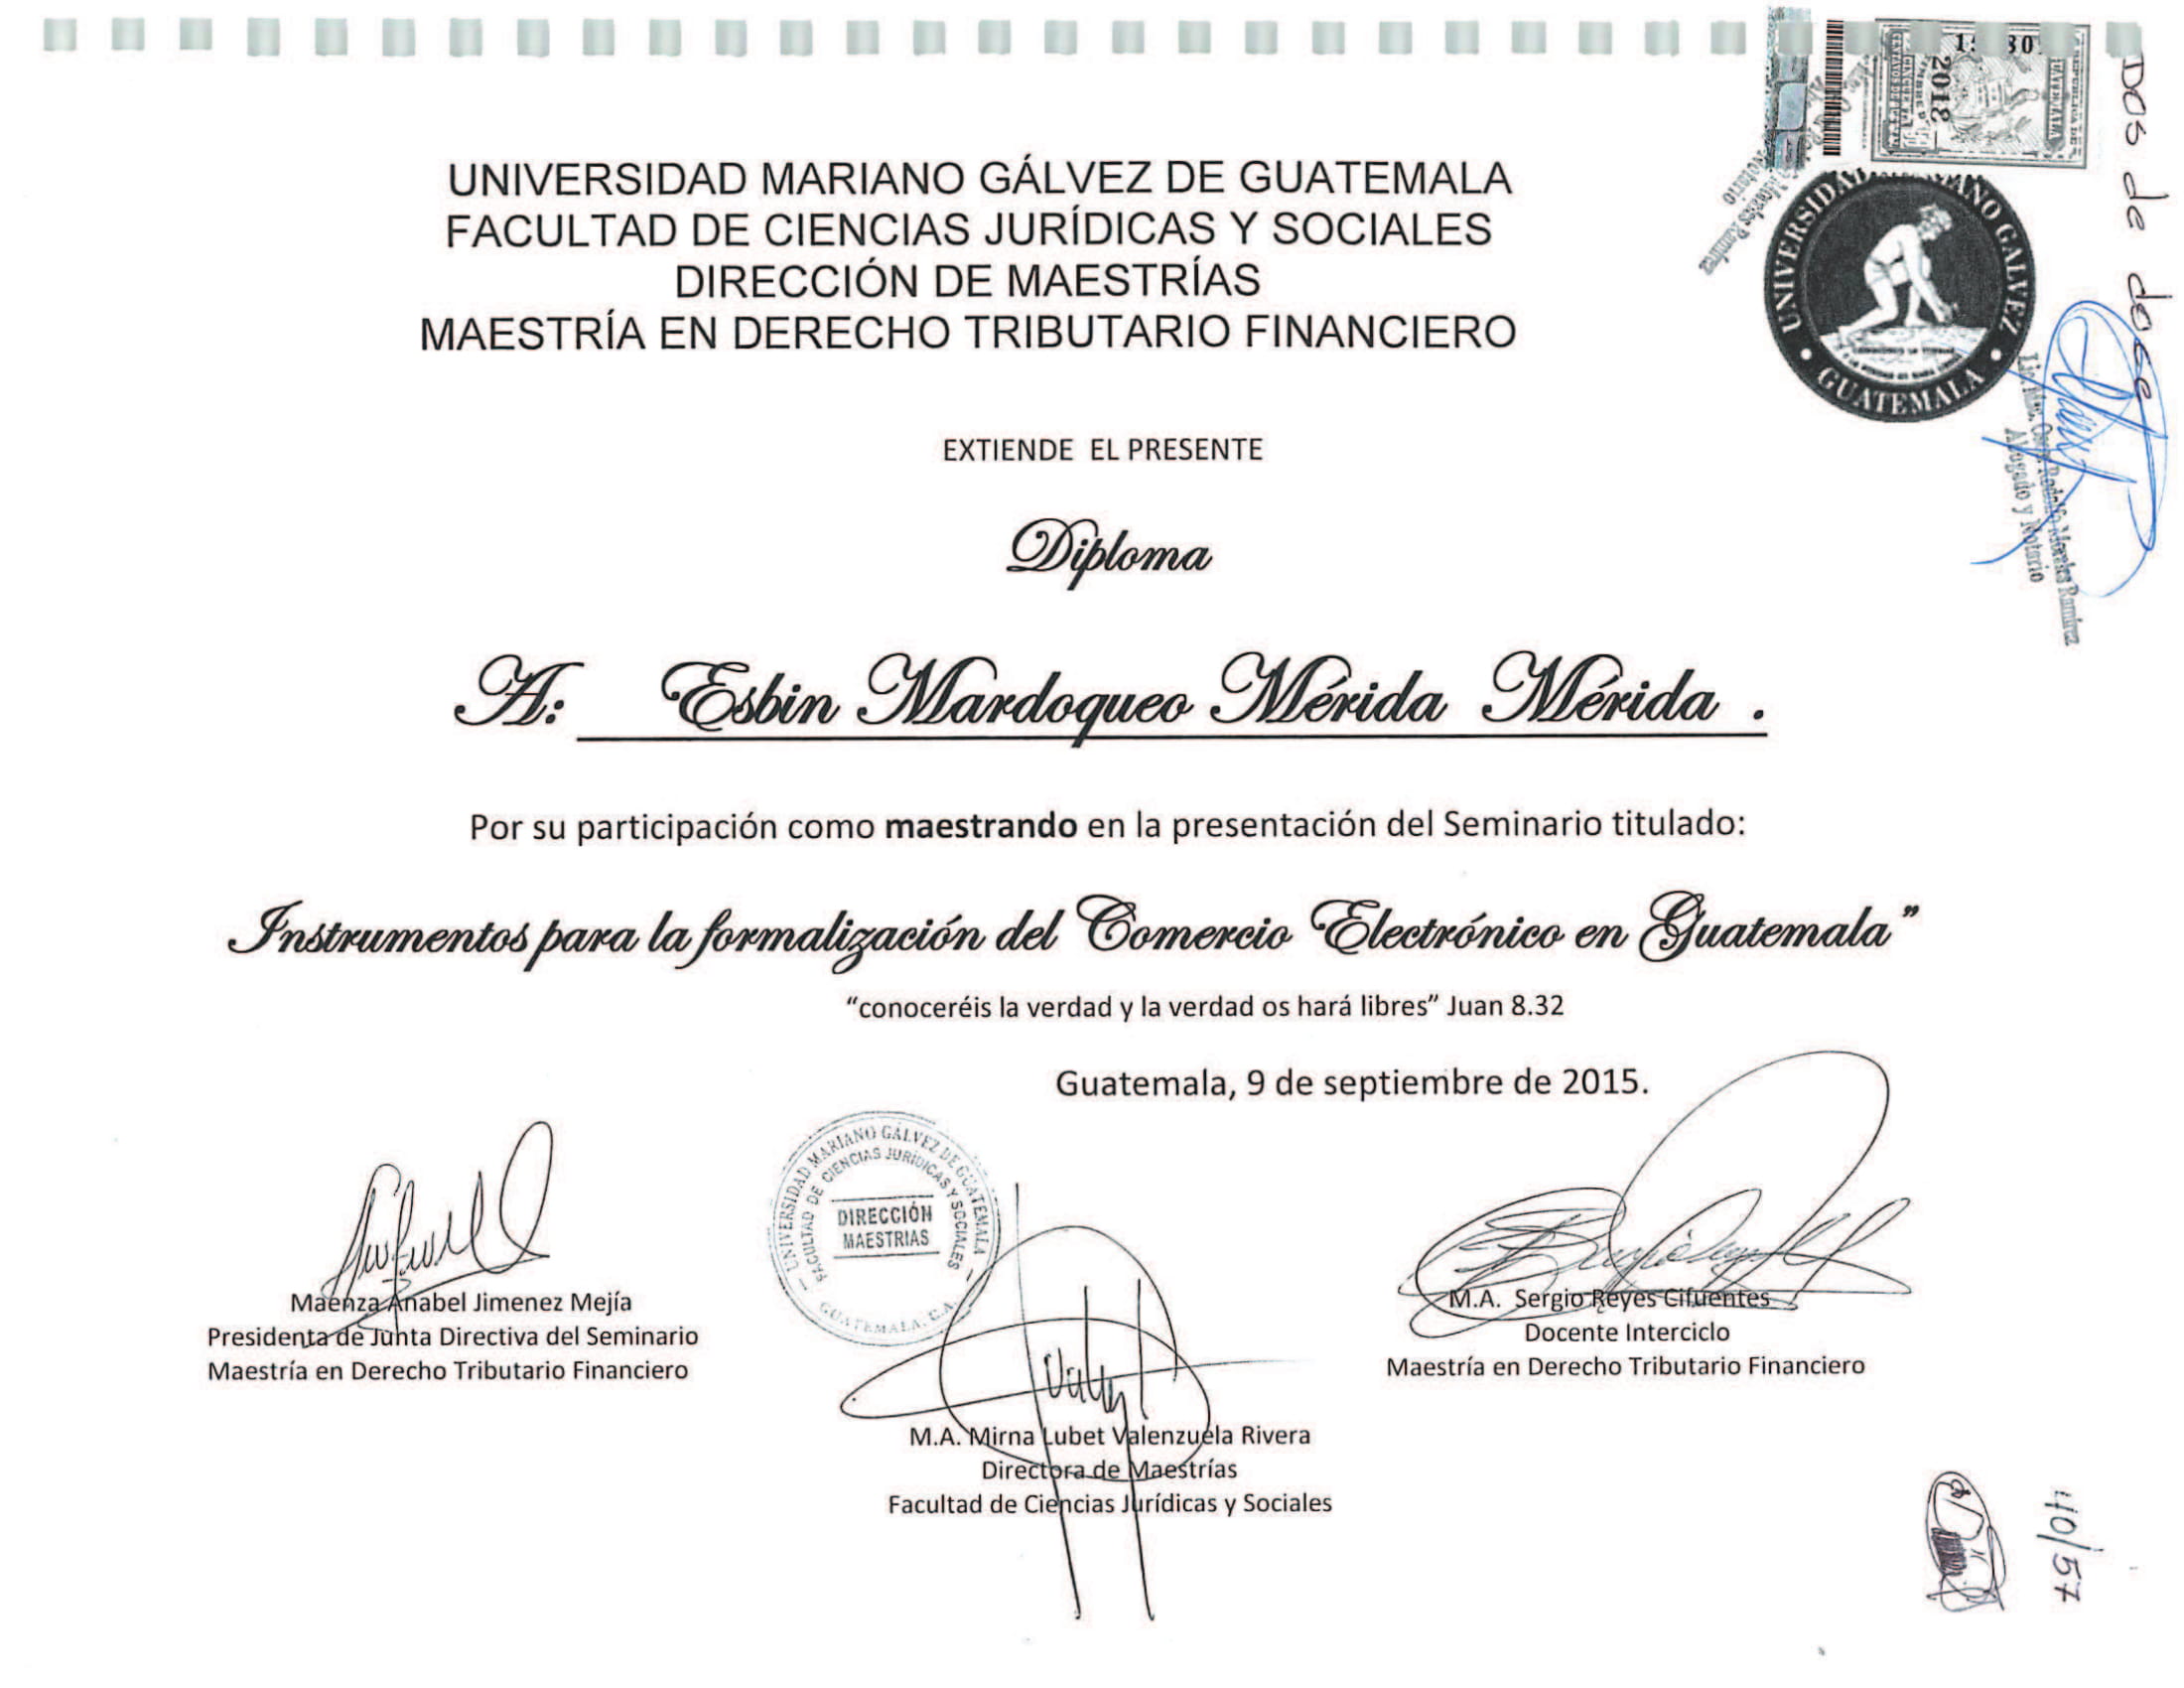 UNIVERSIDAD MARIANO GÁLVEZ DE GUATEMALA
FACULTAD DE CIENCIAS JURÍDICAS Y SOCIALES
DIRECCIÓN DE MAESTRÍAS
MAESTRÍA EN DERECHO TRIBUTARIO FINANCIERO
2018
UNIVERSIDAD MARIANO GALVEZ
GUATEMALA
Dos de doce
Rodolfo Morales Ramírez
Abogado y Notario
EXTIENDE EL PRESENTE
Diploma
A: Esbin Mardoqueo Mérida Mérida .
Por su participación como maestrando en la presentación del Seminario titulado:
Instrumentos para la formalización del Comercio Electrónico en Guatemala”
“conoceréis la verdad y la verdad os hará libres” Juan 8.32
Guatemala, 9 de septiembre de 2015.
UNIVERSIDAD MARIANO GÁLVEZ DE GUATEMALA
FACULTAD DE CIENCIAS JURÍDICAS Y SOCIALES
DIRECCIÓN
MAESTRIAS
GUATEMALA, C.A.
Maenza Anabel Jimenez Mejía
Presidenta de Junta Directiva del Seminario
Maestría en Derecho Tributario Financiero
M.A. Sergio Reyes Cifuentes
Docente Interciclo
Maestría en Derecho Tributario Financiero
M.A. Mirna Lubet Valenzuela Rivera
Directora de Maestrías
Facultad de Ciencias Jurídicas y Sociales
40/57